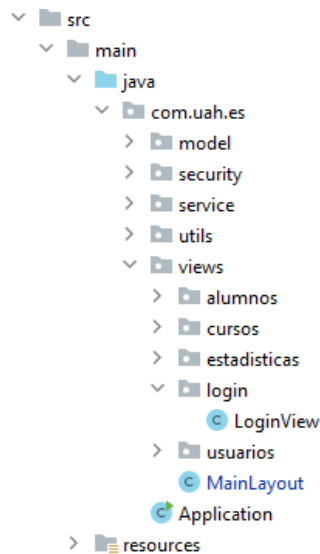 src
main
java
com.uah.es
model
security
service
utils
views
alumnos
cursos
estadisticas
login
LoginView
usuarios
MainLayout
Application
resources